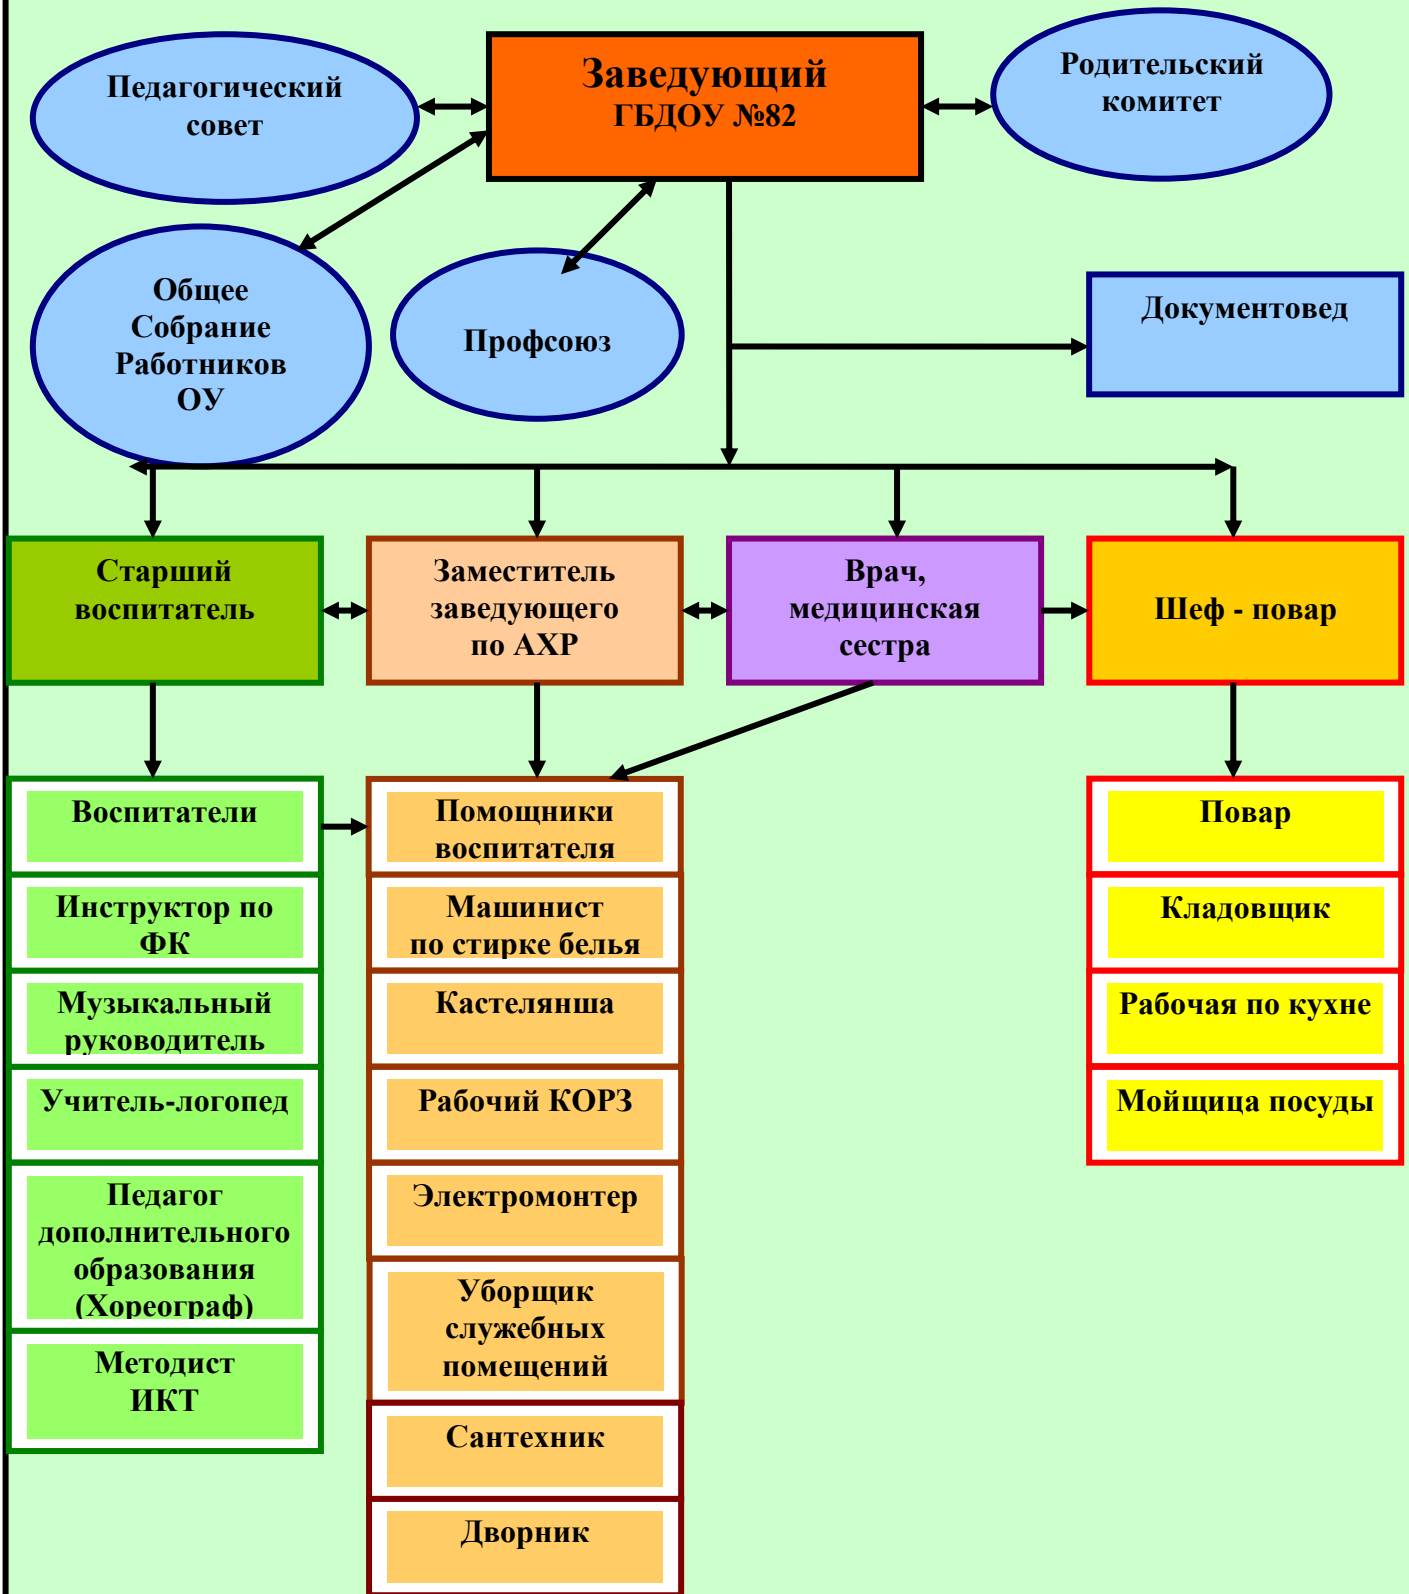 Педагогический
совет
Заведующий
ГБДОУ №82
Родительский
комитет
Общее
Собрание
Работников
ОУ
Профсоюз
Документовед
Старший
воспитатель
Заместитель
заведующего
по АХР
Врач,
медицинская
сестра
Шеф - повар
Воспитатели
Инструктор по
ФК
Музыкальный
руководитель
Учитель-логопед
Педагог
дополнительного
образования
(Хореограф)
Методист
ИКТ
Помощники
воспитателя
Машинист
по стирке белья
Кастелянша
Рабочий КОРЗ
Электромонтер
Уборщик
служебных
помещений
Сантехник
Дворник
Повар
Кладовщик
Рабочая по кухне
Мойщица посуды